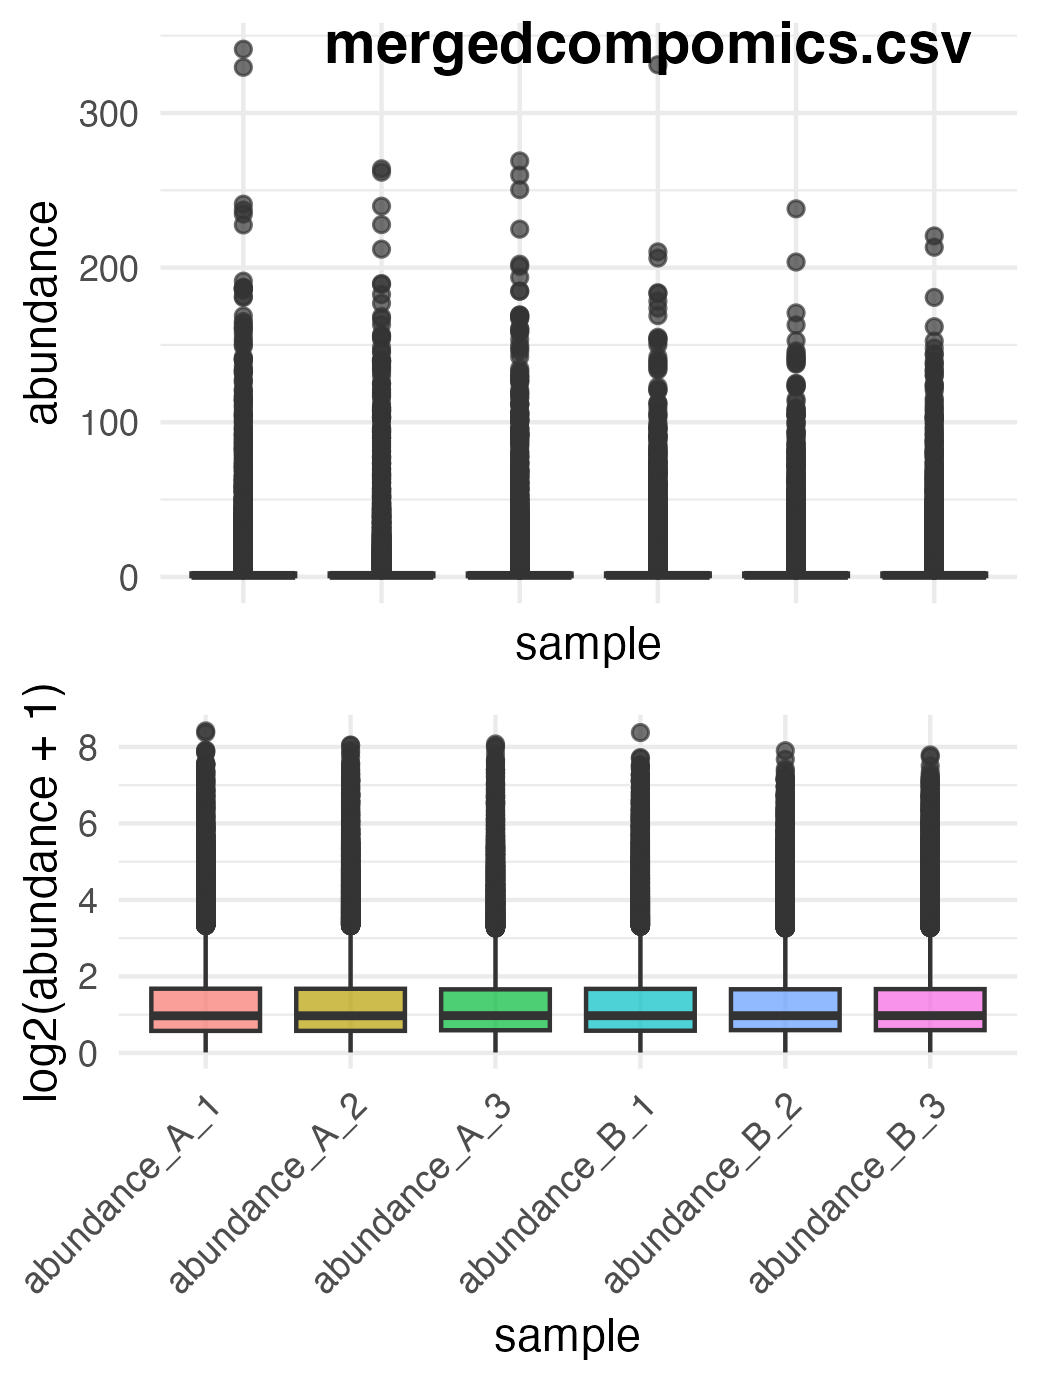 mergedcompomics.csv
abundance
300
200
100
0
sample
log2(abundance + 1)
8
6
4
2
0
abundance_A_1
abundance_A_2
abundance_A_3
abundance_B_1
abundance_B_2
abundance_B_3
sample